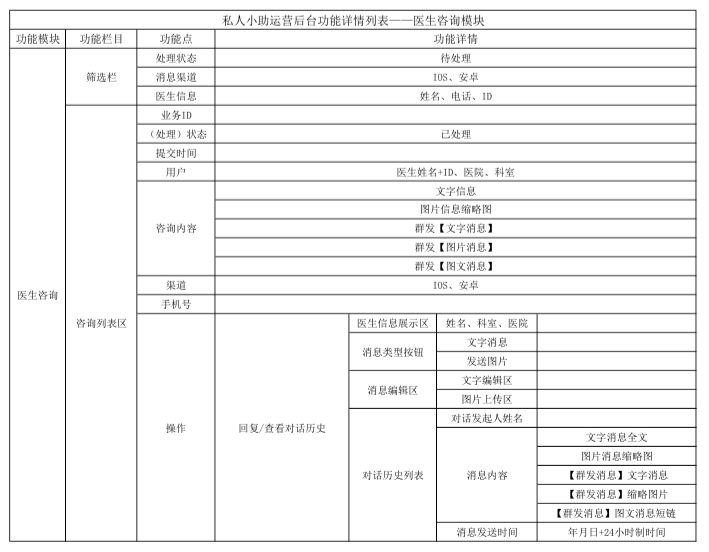 私人小助运营后台功能详情列表——医生咨询模块
功能模块 功能栏目 功能点 功能详情
医生咨询
筛选栏
处理状态 待处理
消息渠道 IOS、安卓
医生信息 姓名、电话、ID
咨询列表区
业务ID
（处理）状态 已处理
提交时间
用户 医生姓名+ID、医院、科室
咨询内容
文字信息
图片信息缩略图
群发【文字消息】
群发【图片消息】
群发【图文消息】
渠道 IOS、安卓
手机号
操作
回复/查看对话历史
医生信息展示区 姓名、科室、医院
消息类型按钮
文字消息
发送图片
消息编辑区
文字编辑区
图片上传区
对话历史列表
对话发起人姓名
消息内容
文字消息全文
图片消息缩略图
【群发消息】文字消息
【群发消息】缩略图片
【群发消息】图文消息短链
消息发送时间 年月日+24小时制时间